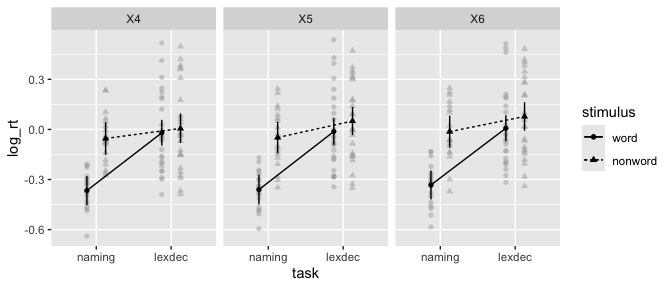 X4 X5 X6
log_rt
0.3
0.0
-0.3
-0.6
naming lexdec naming lexdec naming lexdec
task
stimulus
word
nonword